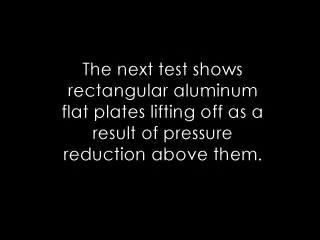 The next test shows
rectangular aluminum
flat plates lifting off as a
result of pressure
reduction above them.